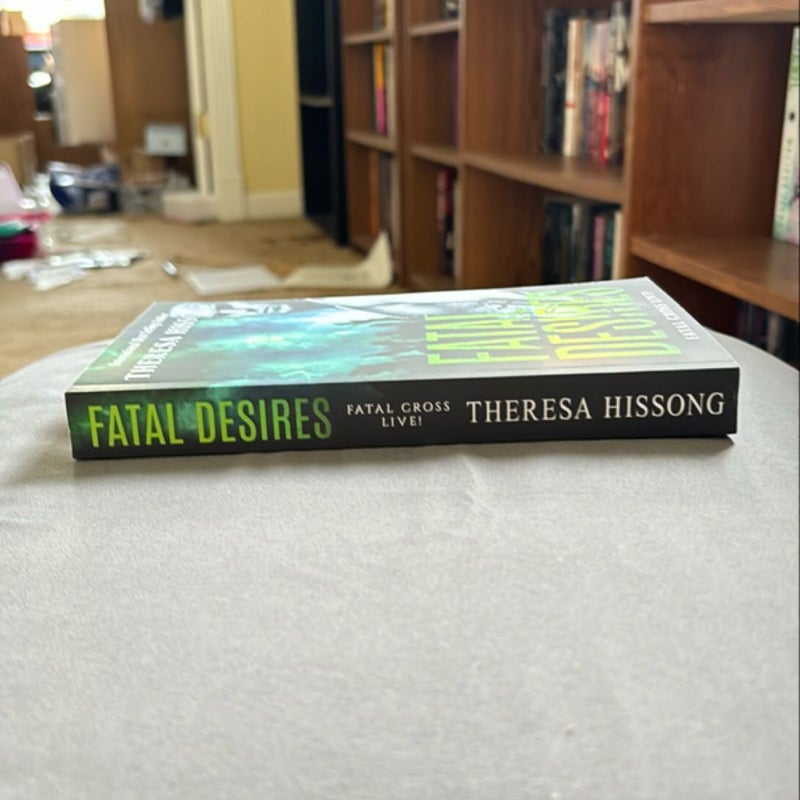 FATAL DESIRES
FATAL CROSS
LIVE!
THERESA HISSONG
THERESA HISSONG
FATAL
DESIRES